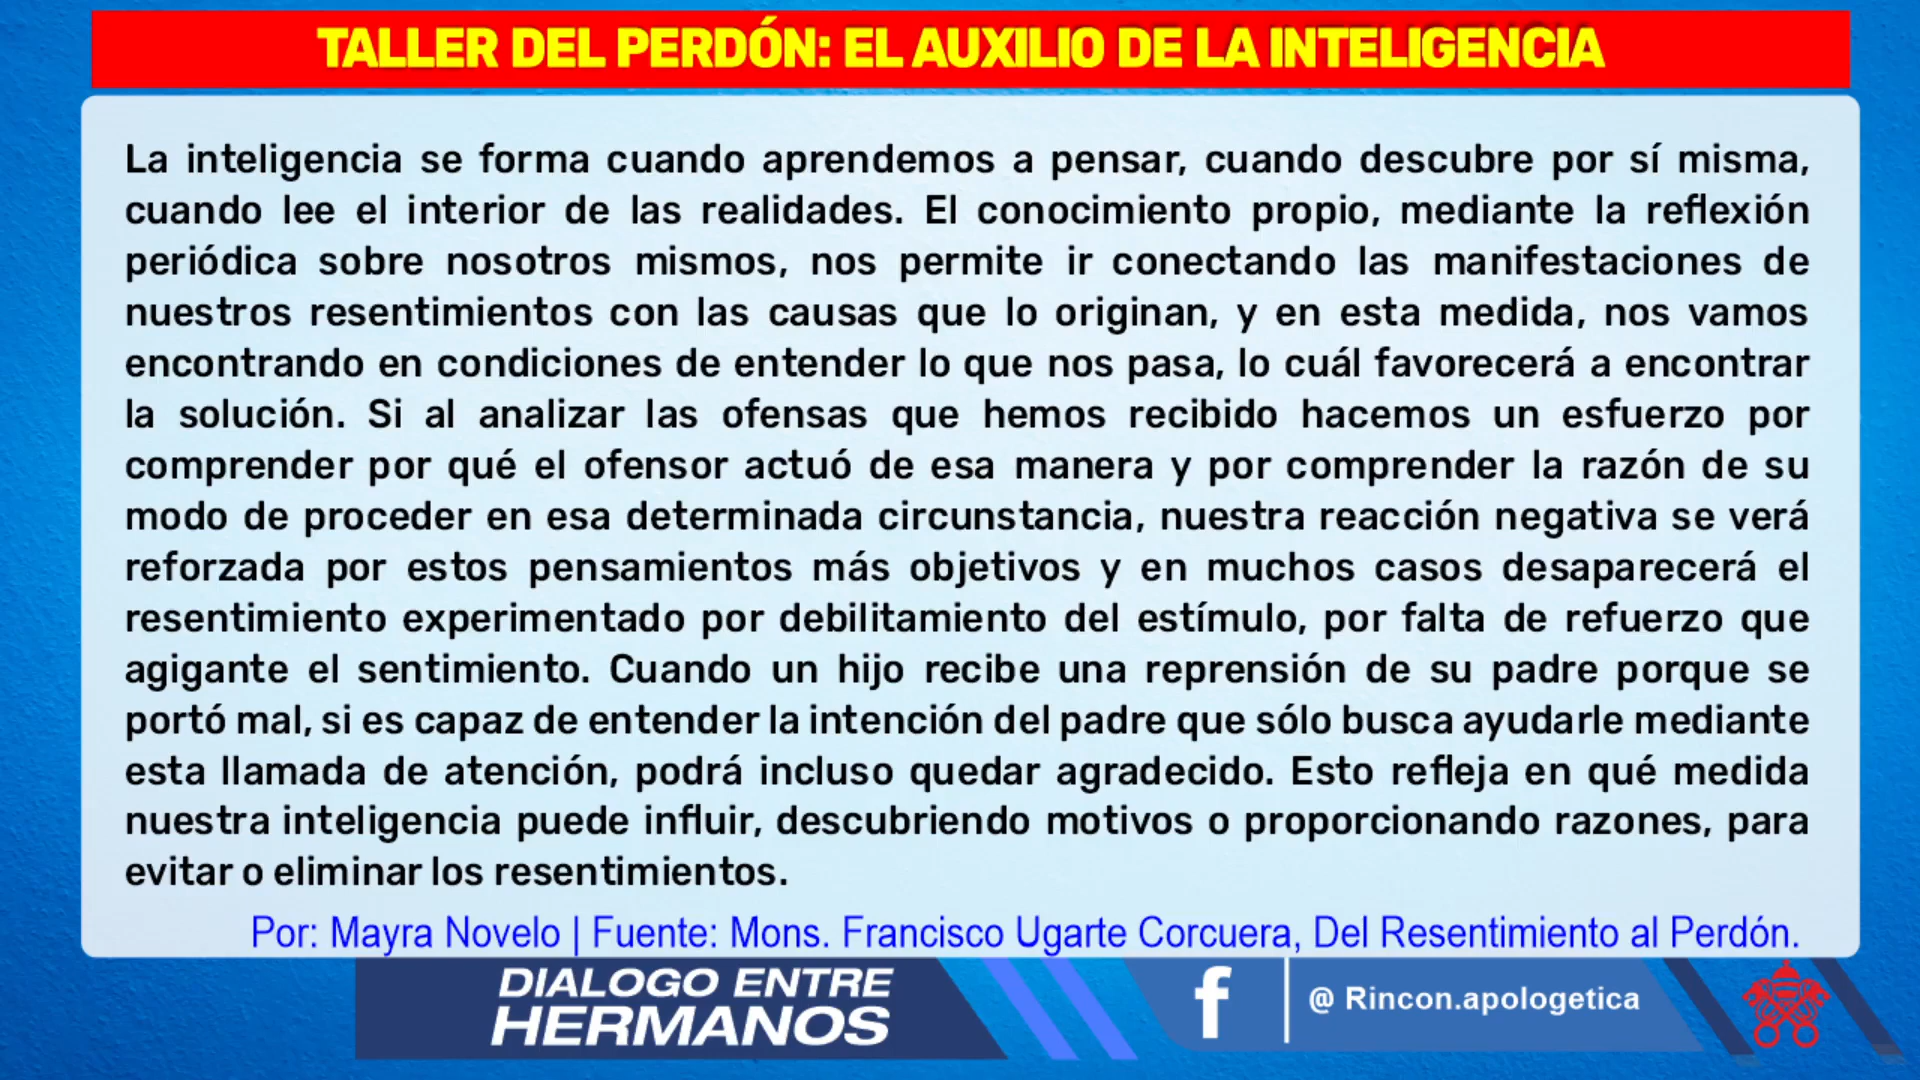 TALLER DEL PERDÓN: EL AUXILIO DE LA INTELIGENCIA
La inteligencia se forma cuando aprendemos a pensar, cuando descubre por sí misma,
cuando lee el interior de las realidades. El conocimiento propio, mediante la reflexión
periódica sobre nosotros mismos, nos permite ir conectando las manifestaciones de
nuestros resentimientos con las causas que lo originan, y en esta medida, nos vamos
encontrando en condiciones de entender lo que nos pasa, lo cuál favorecerá a encontrar
la solución. Si al analizar las ofensas que hemos recibido hacemos un esfuerzo por
comprender por qué el ofensor actuó de esa manera y por comprender la razón de su
modo de proceder en esa determinada circunstancia, nuestra reacción negativa se verá
reforzada por estos pensamientos más objetivos y en muchos casos desaparecerá el
resentimiento experimentado por debilitamiento del estímulo, por falta de refuerzo que
agigante el sentimiento. Cuando un hijo recibe una reprensión de su padre porque se
portó mal, si es capaz de entender la intención del padre que sólo busca ayudarle mediante
esta llamada de atención, podrá incluso quedar agradecido. Esto refleja en qué medida
nuestra inteligencia puede influir, descubriendo motivos o proporcionando razones, para
evitar o eliminar los resentimientos.
Por: Mayra Novelo | Fuente: Mons. Francisco Ugarte Corcuera, Del Resentimiento al Perdón.
DIALOGO ENTRE
HERMANOS
f
@ Rincon.apologetica